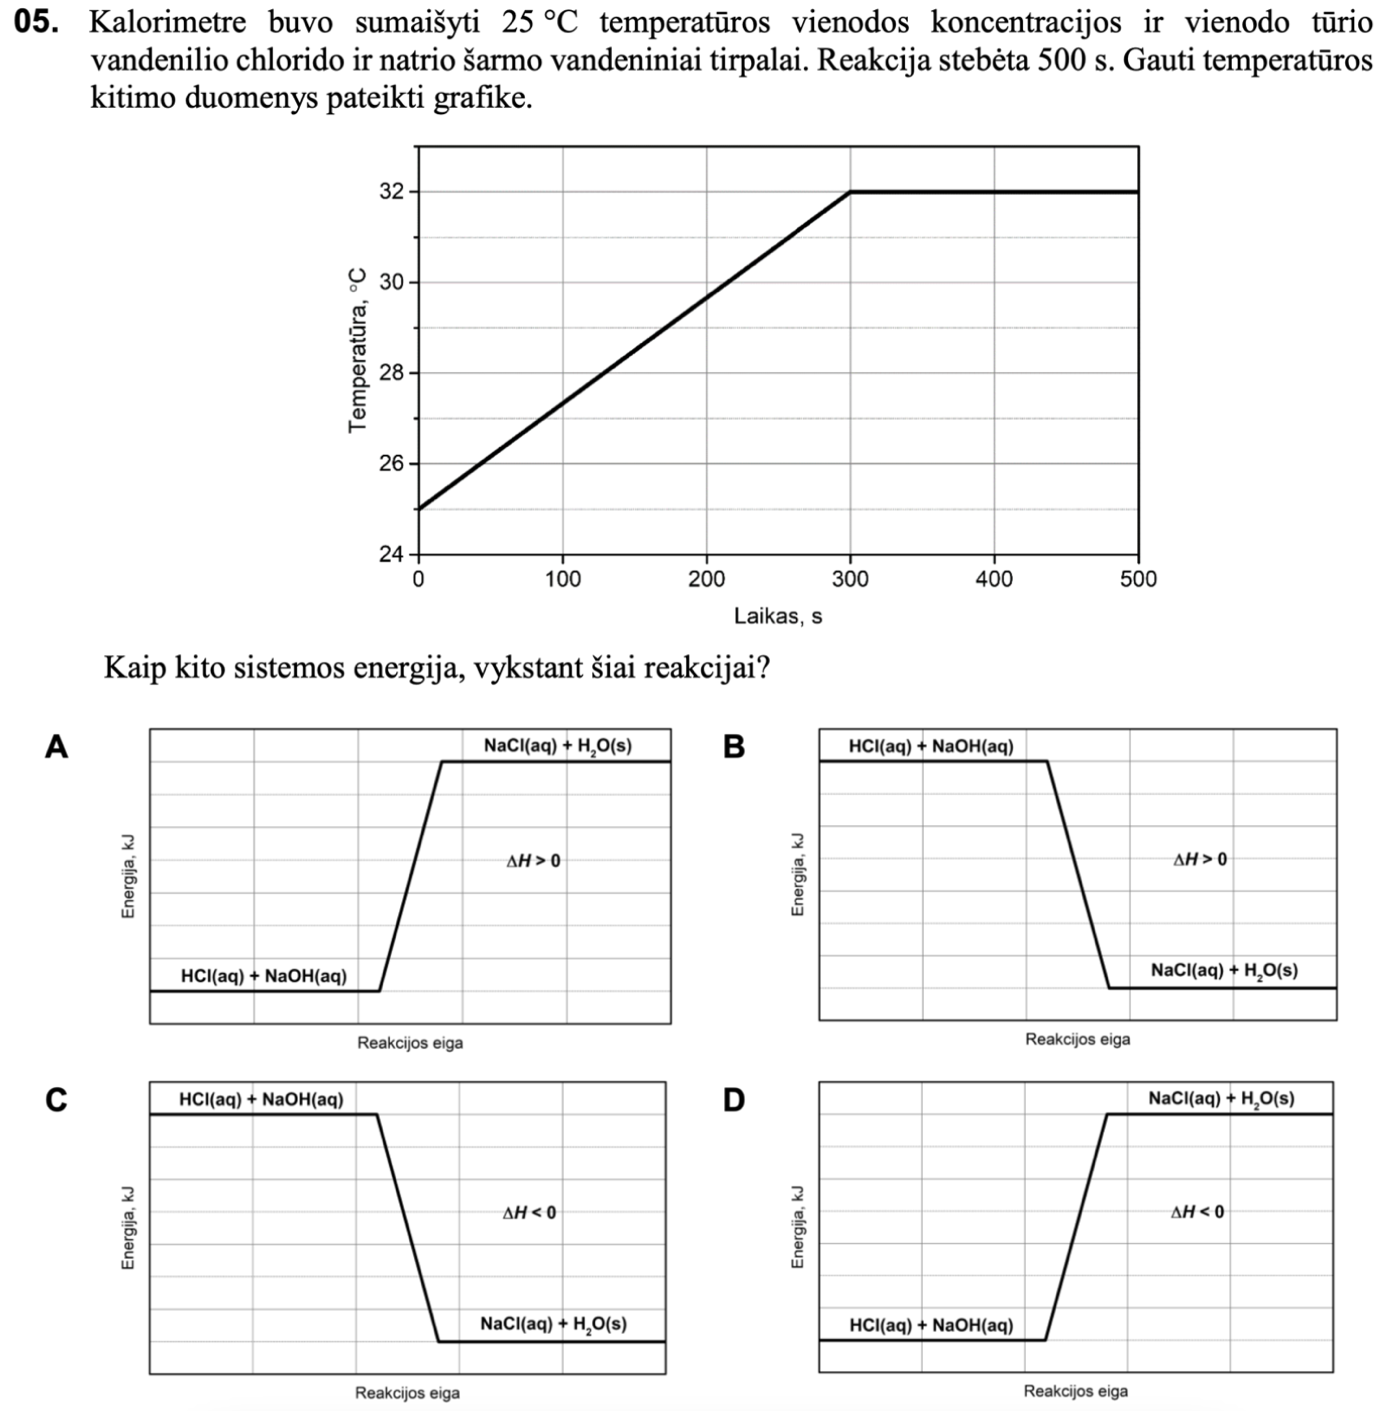 05. Kalorimetre buvo sumaišyti 25 °C temperatūros vienodos koncentracijos ir vienodo tūrio
vandenilio chlorido ir natrio šarmo vandeniniai tirpalai. Reakcija stebėta 500 s. Gauti temperatūros
kitimo duomenys pateikti grafike.
Temperatūra, °C
32
30
28
26
24
0 100 200 300 400 500
Laikas, s
Kaip kito sistemos energija, vykstant šiai reakcijai?
A
Energija, kJ
NaCl(aq) + H₂O(s)
ΔH > 0
HCl(aq) + NaOH(aq)
Reakcijos eiga
B
Energija, kJ
HCl(aq) + NaOH(aq)
ΔH > 0
NaCl(aq) + H₂O(s)
Reakcijos eiga
C
Energija, kJ
HCl(aq) + NaOH(aq)
ΔH < 0
NaCl(aq) + H₂O(s)
Reakcijos eiga
D
Energija, kJ
NaCl(aq) + H₂O(s)
ΔH < 0
HCl(aq) + NaOH(aq)
Reakcijos eiga